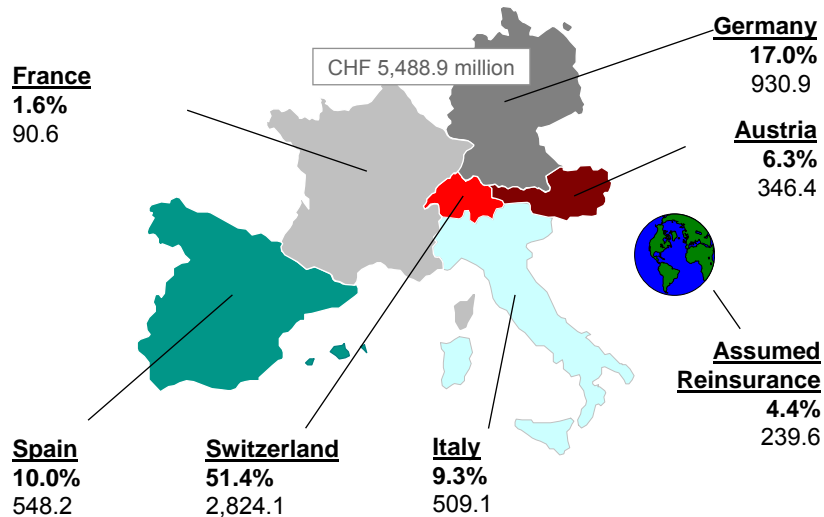 Germany
17.0%
930.9
CHF 5,488.9 million
France
1.6%
90.6
Austria
6.3%
346.4
Assumed
Reinsurance
4.4%
239.6
Spain
10.0%
548.2
Switzerland
51.4%
2,824.1
Italy
9.3%
509.1